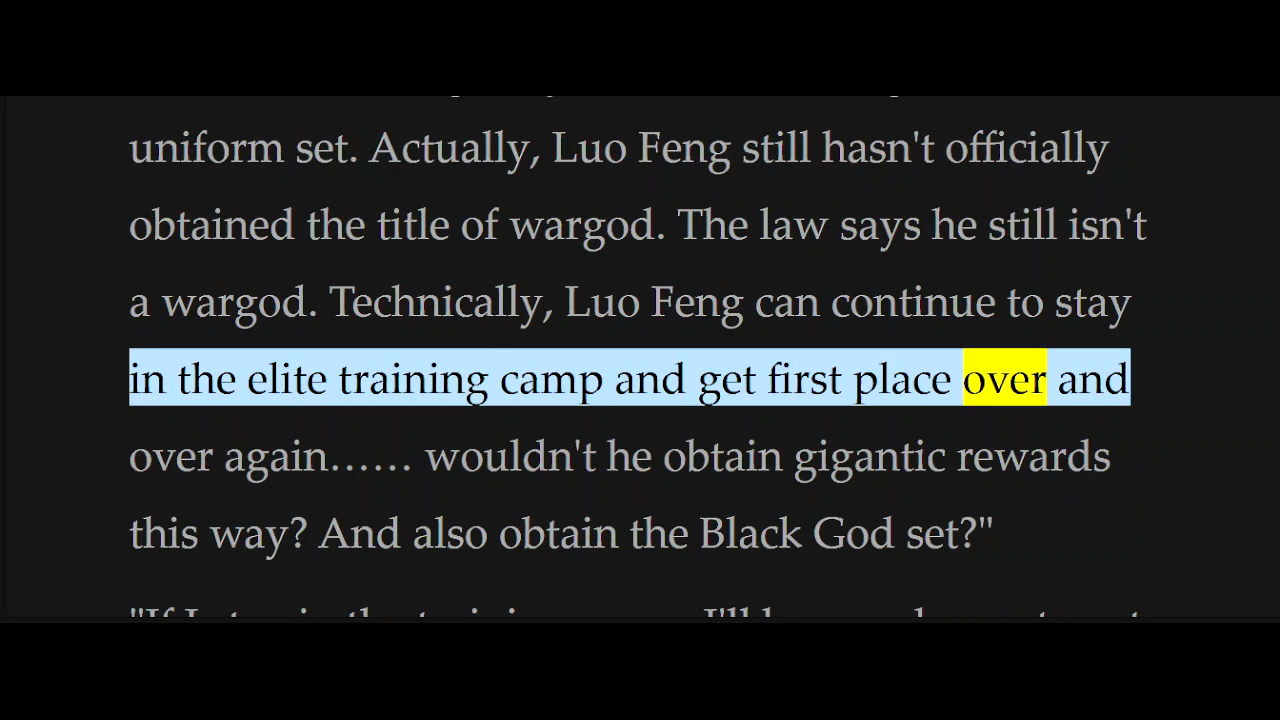 uniform set. Actually, Luo Feng still hasn't officially
obtained the title of wargod. The law says he still isn't
a wargod. Technically, Luo Feng can continue to stay
in the elite training camp and get first place over and
over again…… wouldn't he obtain gigantic rewards
this way? And also obtain the Black God set?"